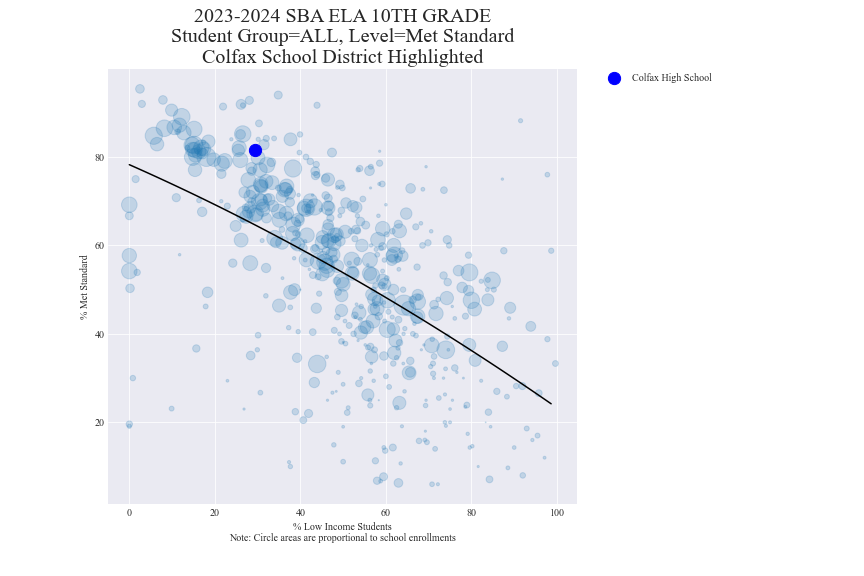 2023-2024 SBA ELA 10TH GRADE
Student Group=ALL, Level=Met Standard
Colfax School District Highlighted
Colfax High School
% Met Standard
80
60
40
20
0
20
40
60
80
100
% Low Income Students
Note: Circle areas are proportional to school enrollments